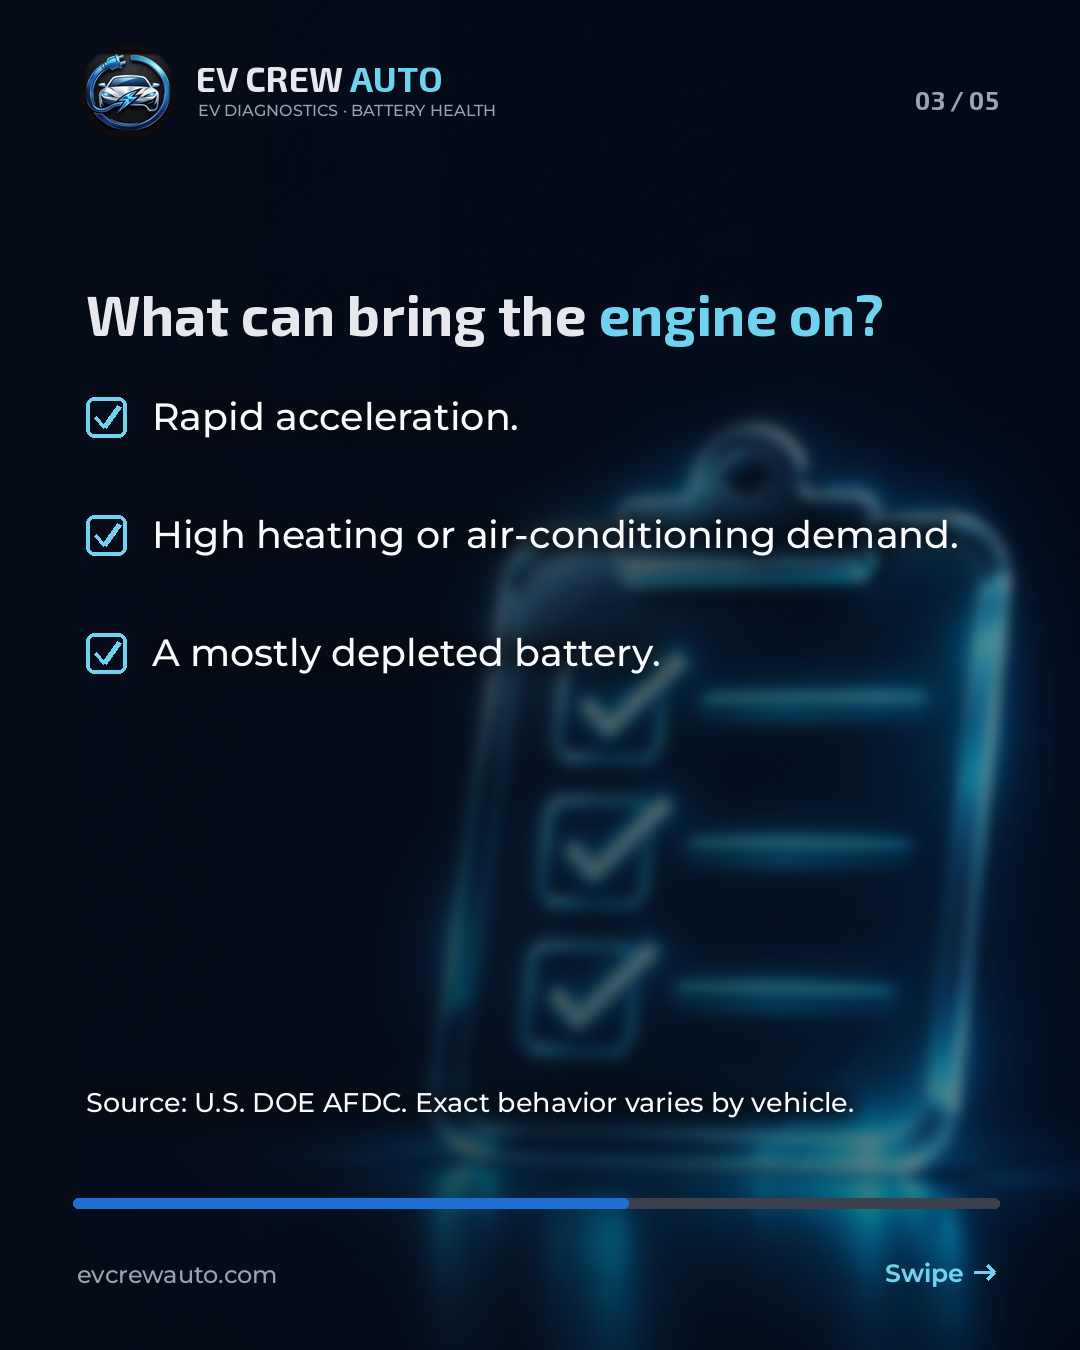 EV CREW AUTO
EV DIAGNOSTICS · BATTERY HEALTH
03 / 05
What can bring the engine on?
Rapid acceleration.
High heating or air-conditioning demand.
A mostly depleted battery.
Source: U.S. DOE AFDC. Exact behavior varies by vehicle.
evcrewauto.com
Swipe →